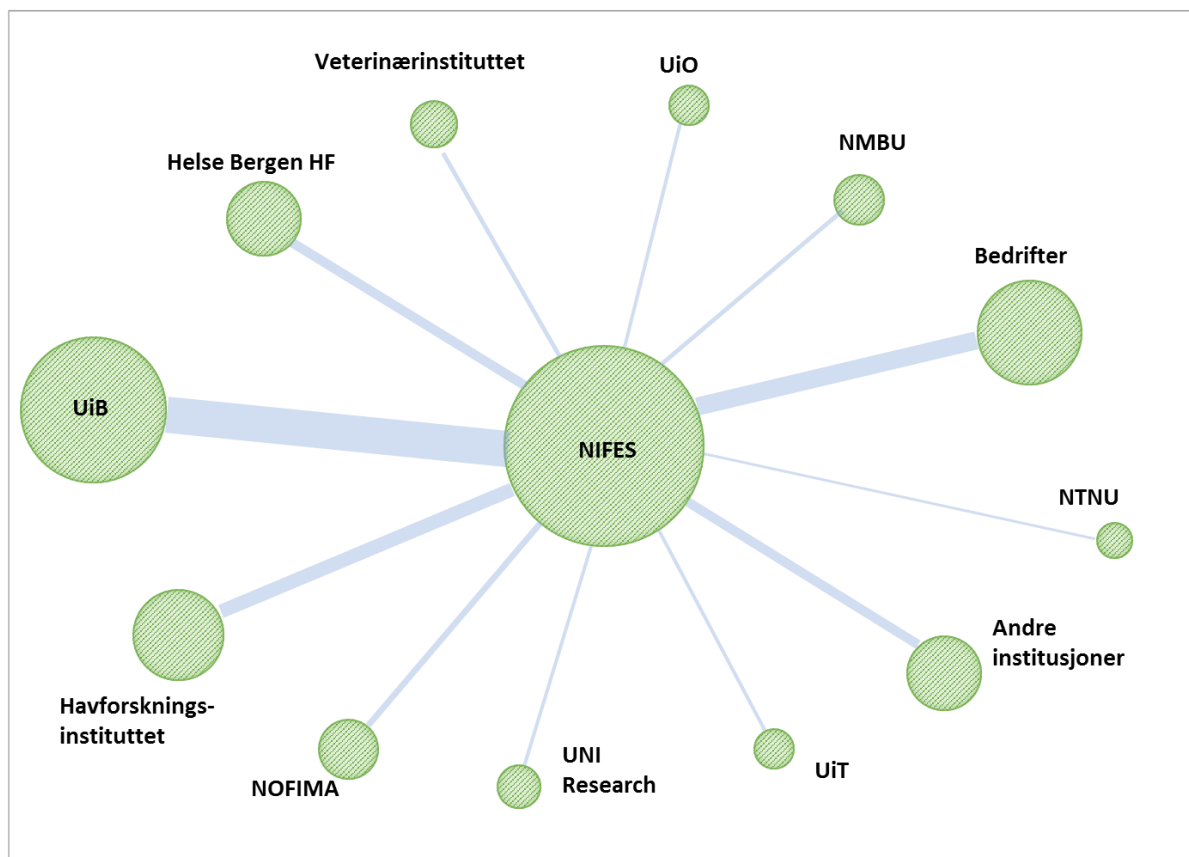 Veterinærinstituttet
UiO
NMBU
Helse Bergen HF
Bedrifter
UiB
NIFES
NTNU
Andre
institusjoner
Havforsknings-
instituttet
NOFIMA
UNI
Research
UiT